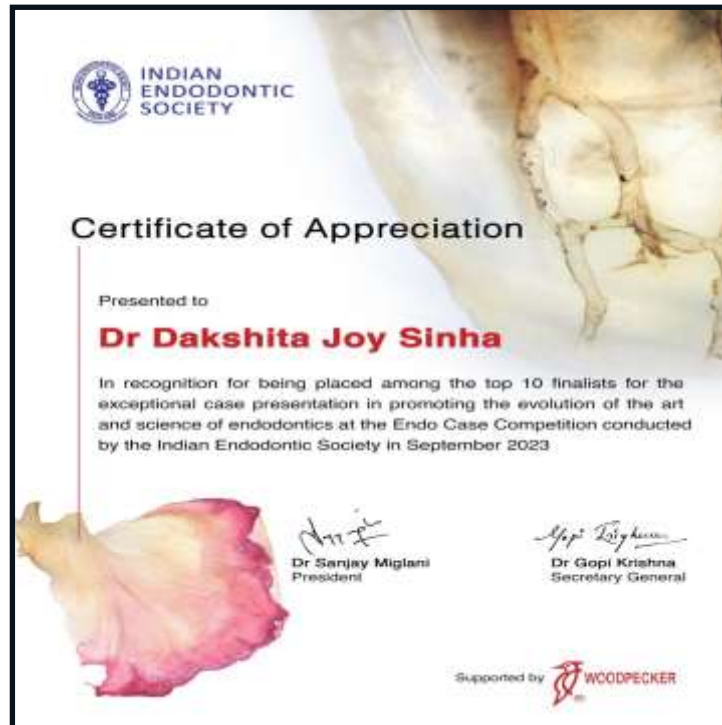 INDIAN
ENDODONTIC
SOCIETY
Certificate of Appreciation
Presented to
Dr Dakshita Joy Sinha
In recognition for being placed among the top 10 finalists for the
exceptional case presentation in promoting the evolution of the art
and science of endodontics at the Endo Case Competition conducted
by the Indian Endodontic Society in September 2023
Dr Sanjay Miglani
President
Dr Gopi Krishna
Secretary General
Supported by WOODPECKER